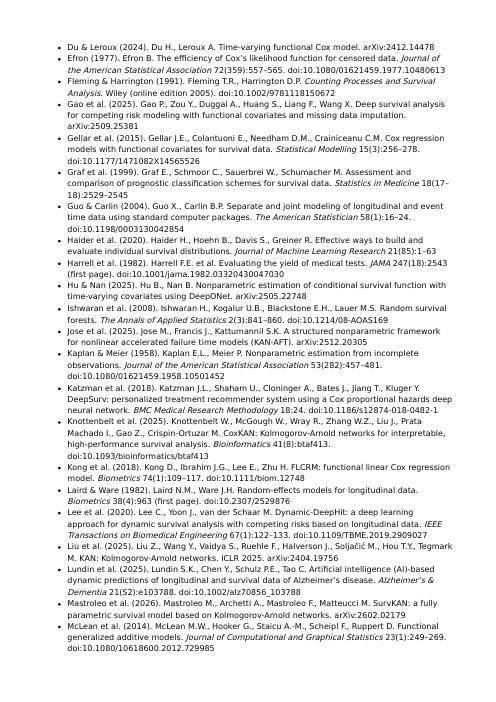 • Du & Leroux (2024). Du H., Leroux A. Time-varying functional Cox model. arXiv:2412.14478
• Efron (1977). Efron B. The efficiency of Cox's likelihood function for censored data. Journal of
the American Statistical Association 72(359):557–565. doi:10.1080/01621459.1977.10480613
• Fleming & Harrington (1991). Fleming T.R., Harrington D.P. Counting Processes and Survival
Analysis. Wiley (online edition 2005). doi:10.1002/9781118150672
• Gao et al. (2025). Gao P., Zou Y., Duggal A., Huang S., Liang F., Wang X. Deep survival analysis
for competing risk modeling with functional covariates and missing data imputation.
arXiv:2509.25381
• Gellar et al. (2015). Gellar J.E., Colantuoni E., Needham D.M., Crainiceanu C.M. Cox regression
models with functional covariates for survival data. Statistical Modelling 15(3):256–278.
doi:10.1177/1471082X14565526
• Graf et al. (1999). Graf E., Schmoor C., Sauerbrei W., Schumacher M. Assessment and
comparison of prognostic classification schemes for survival data. Statistics in Medicine 18(17–
18):2529–2545
• Guo & Carlin (2004). Guo X., Carlin B.P. Separate and joint modeling of longitudinal and event
time data using standard computer packages. The American Statistician 58(1):16–24.
doi:10.1198/0003130042854
• Haider et al. (2020). Haider H., Hoehn B., Davis S., Greiner R. Effective ways to build and
evaluate individual survival distributions. Journal of Machine Learning Research 21(85):1–63
• Harrell et al. (1982). Harrell F.E. et al. Evaluating the yield of medical tests. JAMA 247(18):2543
(first page). doi:10.1001/jama.1982.03320430047030
• Hu & Nan (2025). Hu B., Nan B. Nonparametric estimation of conditional survival function with
time-varying covariates using DeepONet. arXiv:2505.22748
• Ishwaran et al. (2008). Ishwaran H., Kogalur U.B., Blackstone E.H., Lauer M.S. Random survival
forests. The Annals of Applied Statistics 2(3):841–860. doi:10.1214/08-AOAS169
• Jose et al. (2025). Jose M., Francis J., Kattumannil S.K. A structured nonparametric framework
for nonlinear accelerated failure time models (KAN-AFT). arXiv:2512.20305
• Kaplan & Meier (1958). Kaplan E.L., Meier P. Nonparametric estimation from incomplete
observations. Journal of the American Statistical Association 53(282):457–481.
doi:10.1080/01621459.1958.10501452
• Katzman et al. (2018). Katzman J.L., Shaham U., Cloninger A., Bates J., Jiang T., Kluger Y.
DeepSurv: personalized treatment recommender system using a Cox proportional hazards deep
neural network. BMC Medical Research Methodology 18:24. doi:10.1186/s12874-018-0482-1
• Knottenbelt et al. (2025). Knottenbelt W., McGough W., Wray R., Zhang W.Z., Liu J., Prata
Machado I., Gao Z., Crispin-Ortuzar M. CoxKAN: Kolmogorov-Arnold networks for interpretable,
high-performance survival analysis. Bioinformatics 41(8):btaf413.
doi:10.1093/bioinformatics/btaf413
• Kong et al. (2018). Kong D., Ibrahim J.G., Lee E., Zhu H. FLCRM: functional linear Cox regression
model. Biometrics 74(1):109–117. doi:10.1111/biom.12748
• Laird & Ware (1982). Laird N.M., Ware J.H. Random-effects models for longitudinal data.
Biometrics 38(4):963 (first page). doi:10.2307/2529876
• Lee et al. (2020). Lee C., Yoon J., van der Schaar M. Dynamic-DeepHit: a deep learning
approach for dynamic survival analysis with competing risks based on longitudinal data. IEEE
Transactions on Biomedical Engineering 67(1):122–133. doi:10.1109/TBME.2019.2909027
• Liu et al. (2025). Liu Z., Wang Y., Vaidya S., Ruehle F., Halverson J., Soljačić M., Hou T.Y., Tegmark
M. KAN: Kolmogorov-Arnold networks. ICLR 2025. arXiv:2404.19756
• Lundin et al. (2025). Lundin S.K., Chen Y., Schulz P.E., Tao C. Artificial intelligence (AI)-based
dynamic predictions of longitudinal and survival data of Alzheimer's disease. Alzheimer's &
Dementia 21(S2):e103788. doi:10.1002/alz70856_103788
• Mastroleo et al. (2026). Mastroleo M., Archetti A., Mastroleo F., Matteucci M. SurvKAN: a fully
parametric survival model based on Kolmogorov-Arnold networks. arXiv:2602.02179
• McLean et al. (2014). McLean M.W., Hooker G., Staicu A.-M., Scheipl F., Ruppert D. Functional
generalized additive models. Journal of Computational and Graphical Statistics 23(1):249–269.
doi:10.1080/10618600.2012.729985